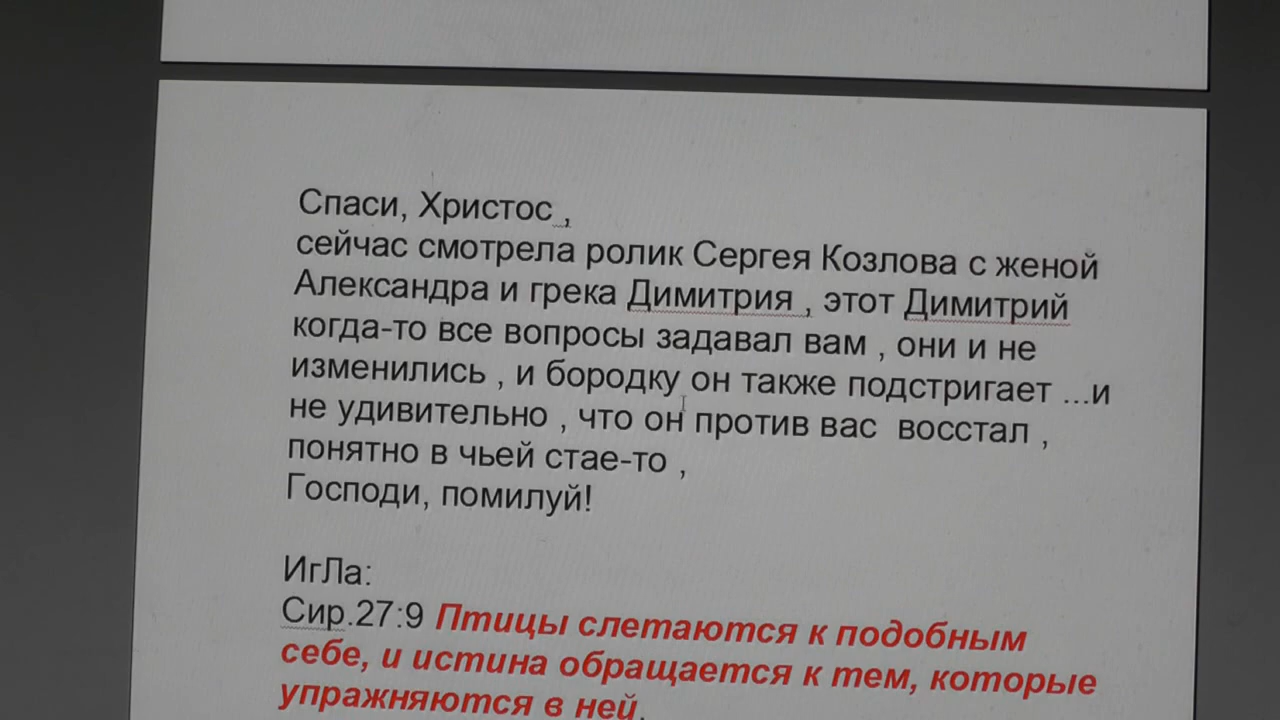 Спаси, Христос ,
сейчас смотрела ролик Сергея Козлова с женой
Александра и грека Димитрия , этот Димитрий
когда-то все вопросы задавал вам , они и не
изменились , и бородку он также подстригает ...и
не удивительно , что он против вас  восстал ,
понятно в чьей стае-то ,
Господи, помилуй!
ИгЛа:
Сир.27:9 Птицы слетаются к подобным
себе, и истина обращается к тем, которые
упражняются в ней.